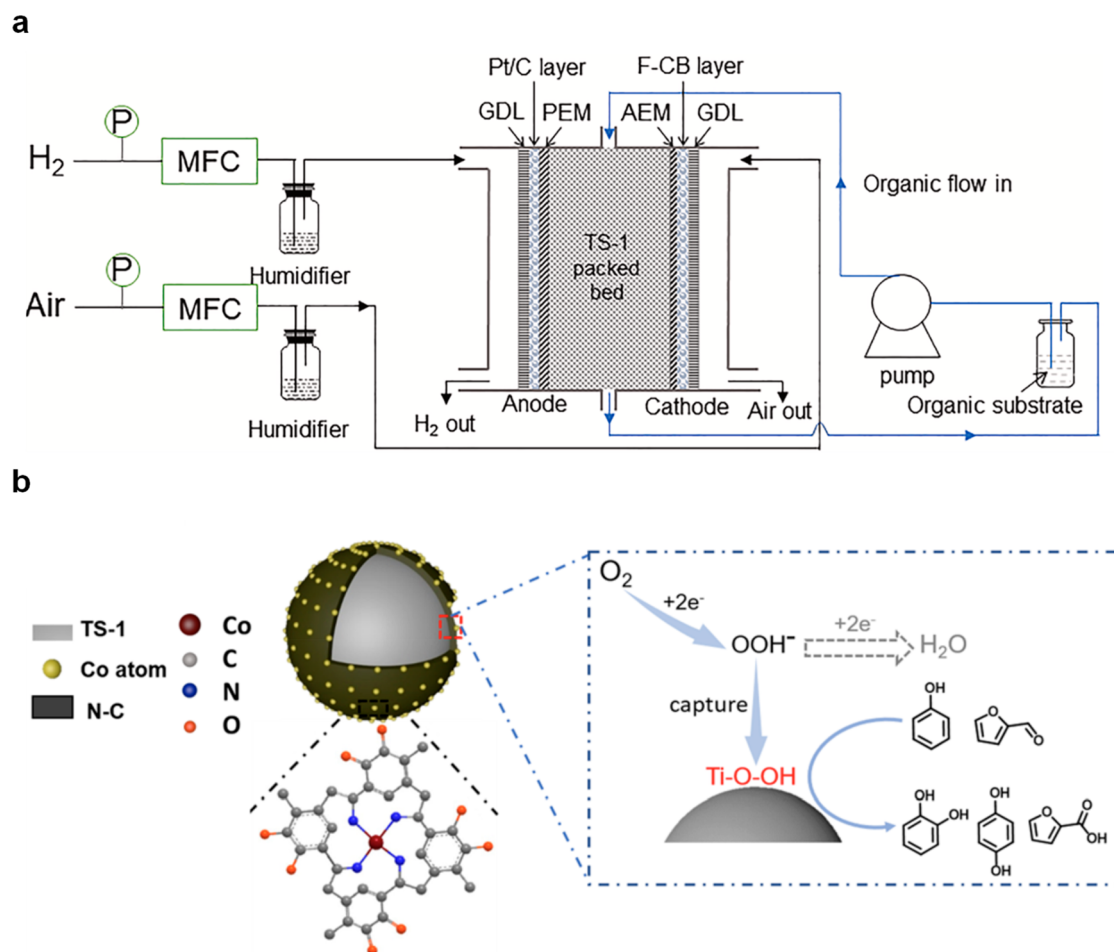 a
Pt/C layer
F-CB layer
GDL
PEM
AEM
GDL
P
H2
MFC
Organic flow in
Humidifier
TS-1
packed
bed
P
Air
MFC
pump
H2 out
Anode
Cathode
Air out
Organic substrate
Humidifier
b
O2
+2e-
OOH-
+2e-
H2O
TS-1
Co
Co atom
C
N-C
N
O
capture
OH
O
O
Ti-O-OH
OH
OH
OH
OH
O
O
OH